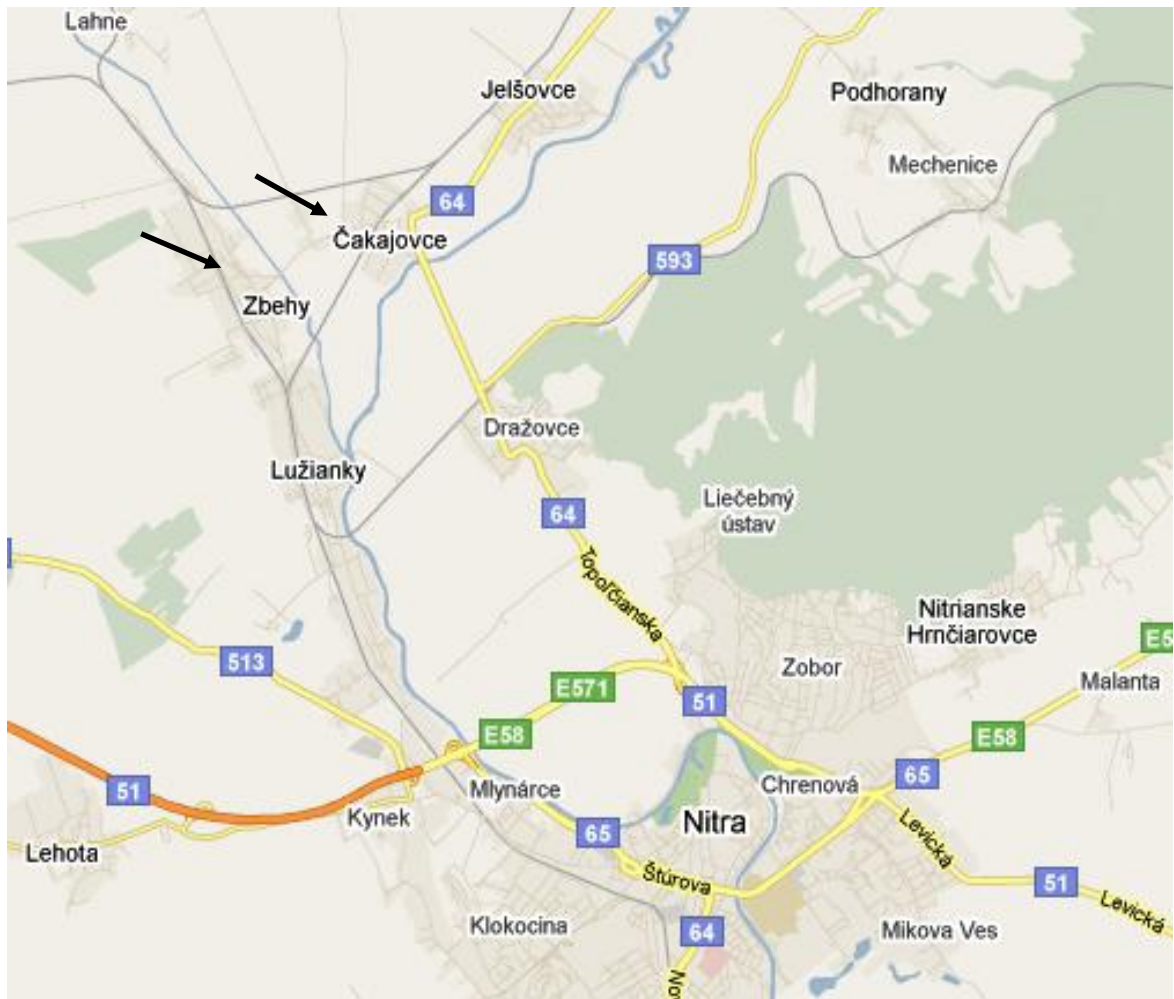 Lahne
Jelšovce
Podhorany
Mechenice
64
Čakajovce
593
Zbehy
Dražovce
Lužianky
Liečebný
ústav
64
Topoľčianska
Nitrianske
Hrnčiarovce
513
Zobor
E5
Malanta
E571
51
E58
E58
51
Mlynárce
Chrenová
65
Kynek
Nitra
65
Lehota
Štúrova
Levická
51
Levická
Klokocina
64
Mikova Ves
Nov